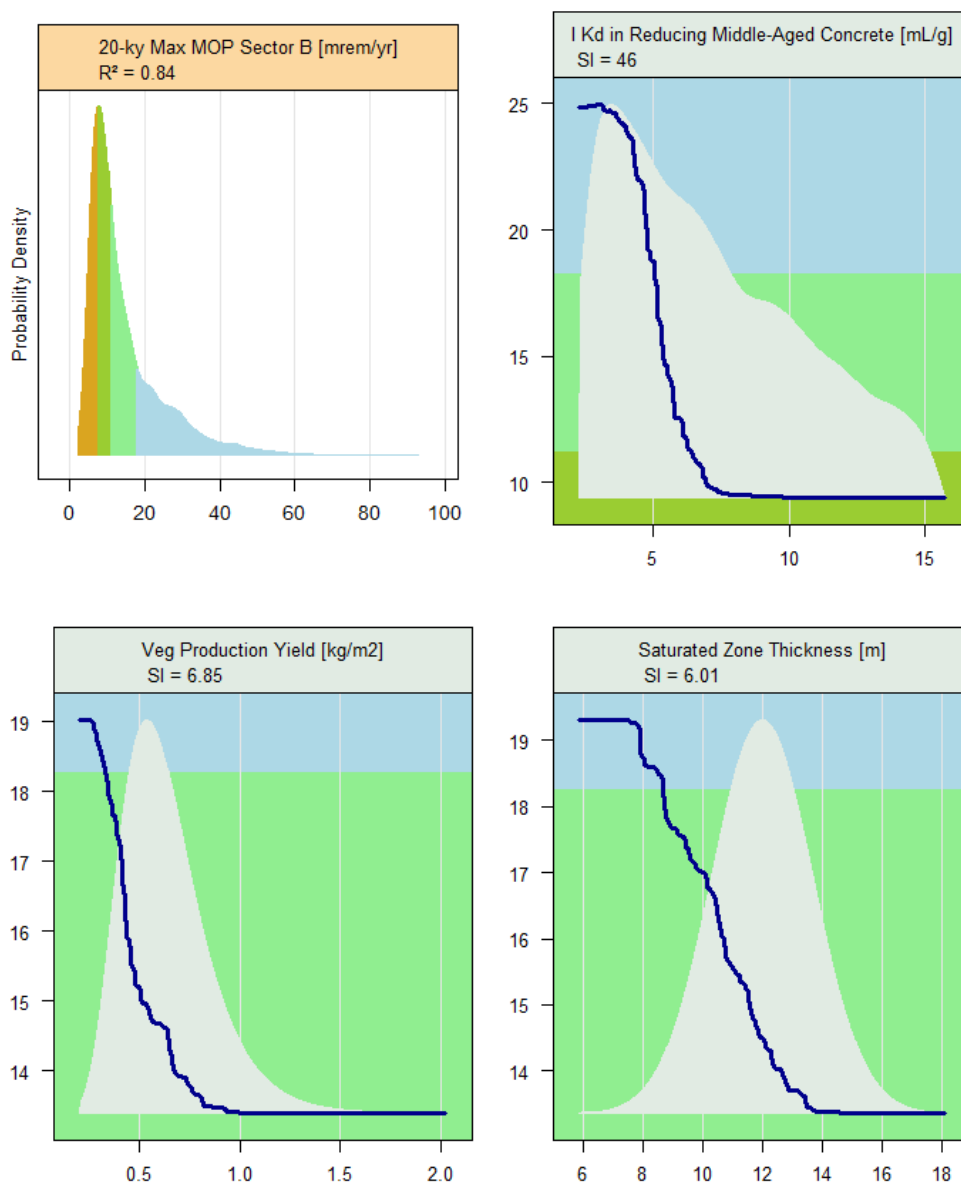 20-ky Max MOP Sector B [mrem/yr]
R² = 0.84
Probability Density
0 20 40 60 80 100
I Kd in Reducing Middle-Aged Concrete [mL/g]
SI = 46
25
20
15
10
5 10 15
Veg Production Yield [kg/m2]
SI = 6.85
19
18
17
16
15
14
0.5 1.0 1.5 2.0
Saturated Zone Thickness [m]
SI = 6.01
19
18
17
16
15
14
6 8 10 12 14 16 18